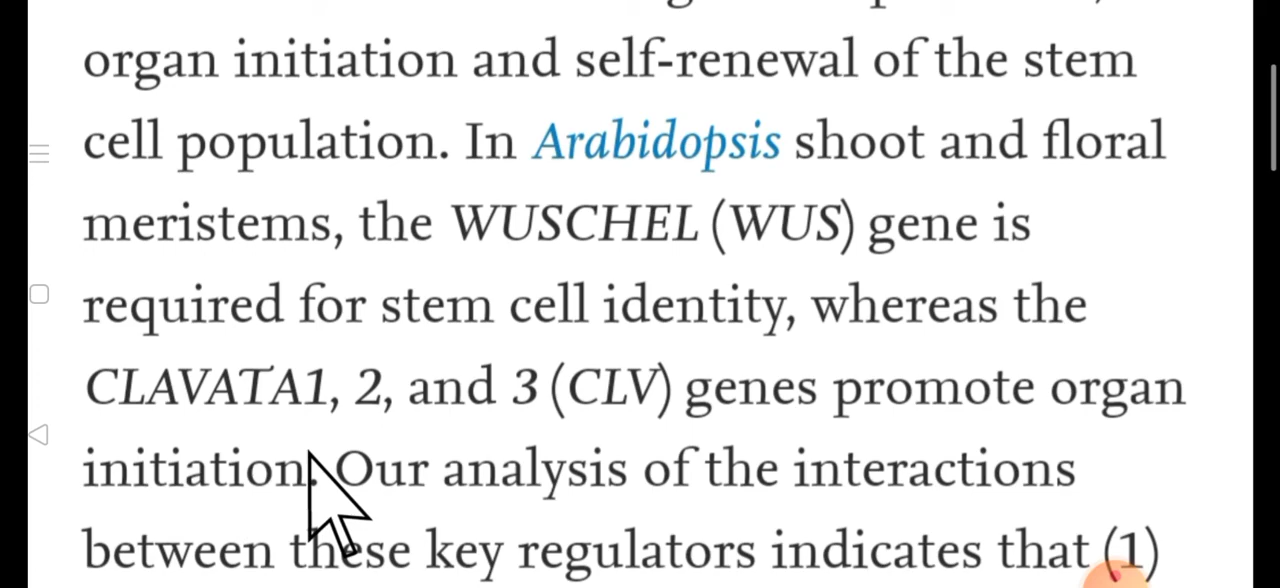 organ initiation and self-renewal of the stem
cell population. In Arabidopsis shoot and floral
meristems, the WUSCHEL (WUS) gene is
required for stem cell identity, whereas the
CLAVATA1, 2, and 3 (CLV) genes promote organ
initiation. Our analysis of the interactions
between these key regulators indicates that (1)